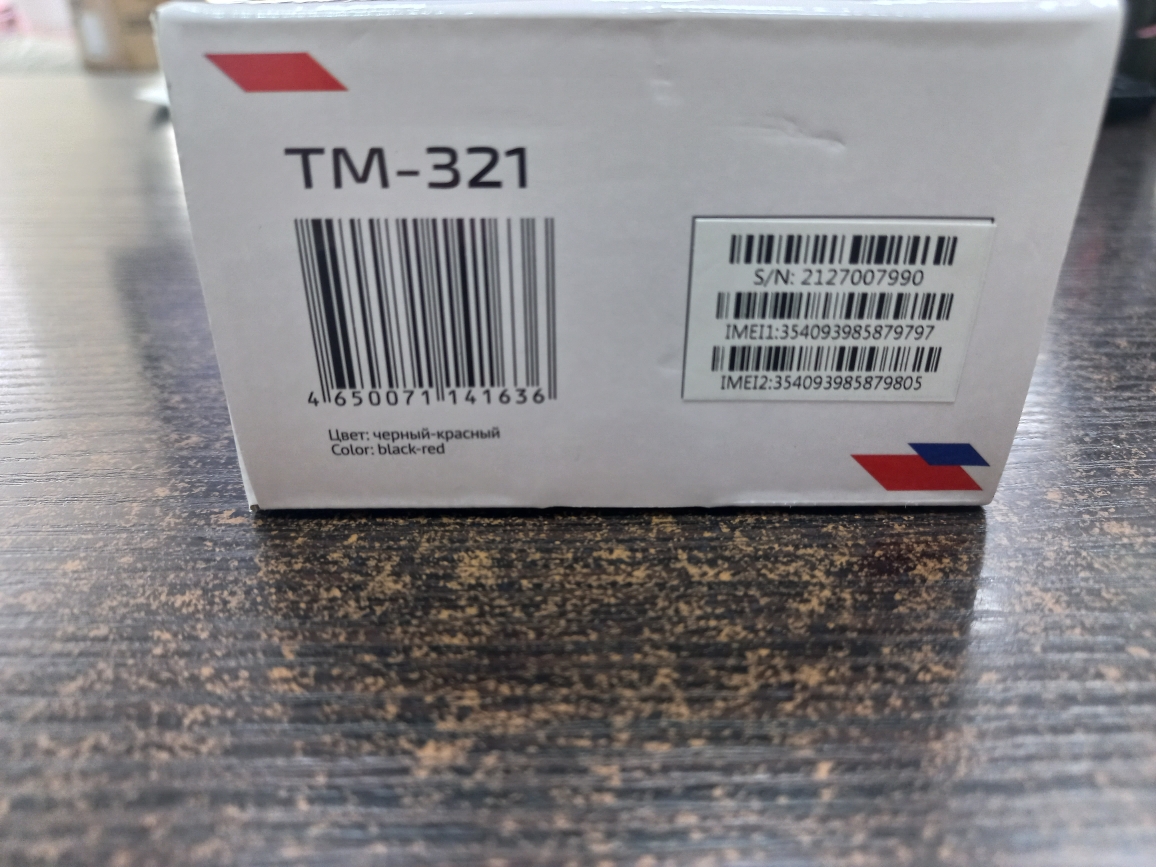 TM-321
4 650071 141636
Цвет: черный-красный
Color: black-red
S/N: 2127007990
IMEI1:354093985879797
IMEI2:354093985879805